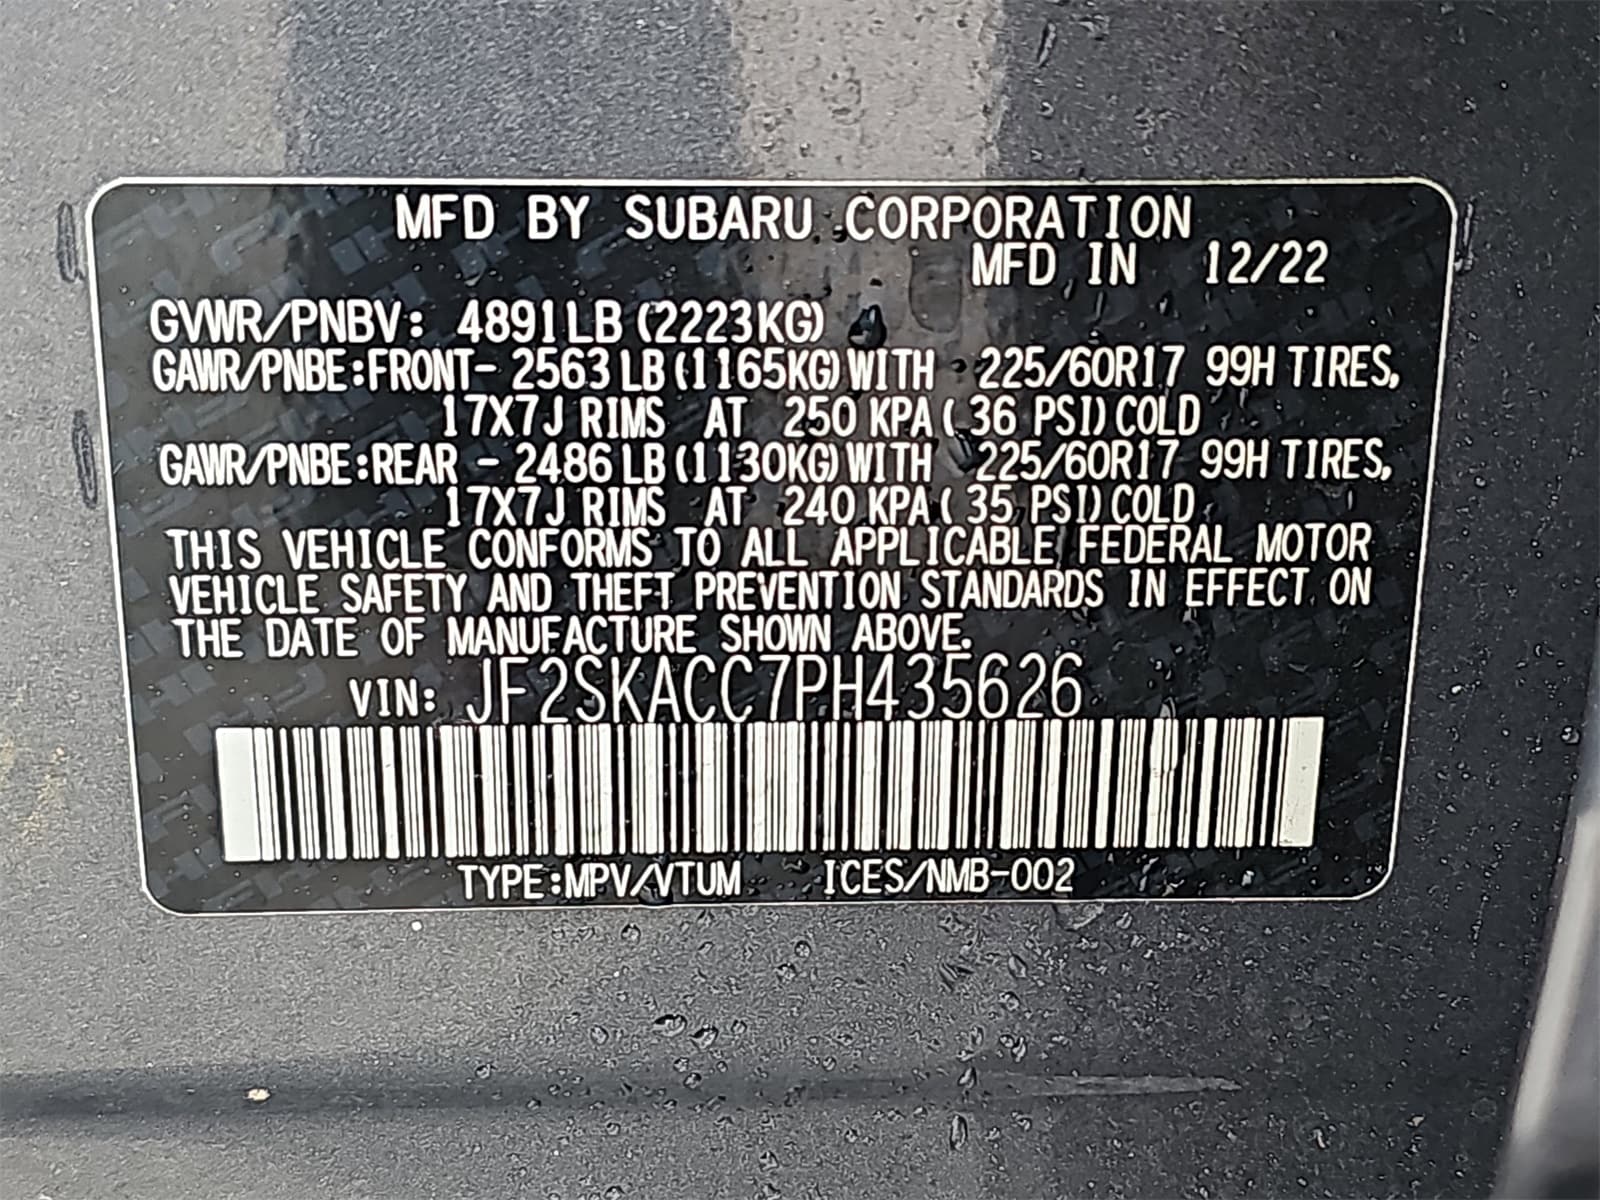 MFD BY SUBARU CORPORATION
MFD IN 12/22
GVWR/PNBV: 4891LB (2223KG)
GAWR/PNBE:FRONT- 2563 LB (1165KG) WITH 225/60R17 99H TIRES,
17X7J RIMS AT 250 KPA ( 36 PSI) COLD
GAWR/PNBE:REAR - 2486 LB (1130KG) WITH 225/60R17 99H TIRES,
17X7J RIMS AT 240 KPA ( 35 PSI) COLD
THIS VEHICLE CONFORMS TO ALL APPLICABLE FEDERAL MOTOR
VEHICLE SAFETY AND THEFT PREVENTION STANDARDS IN EFFECT ON
THE DATE OF MANUFACTURE SHOWN ABOVE.
VIN: JF2SKACC7PH435626
TYPE:MPV/VTUM ICES/NMB-002